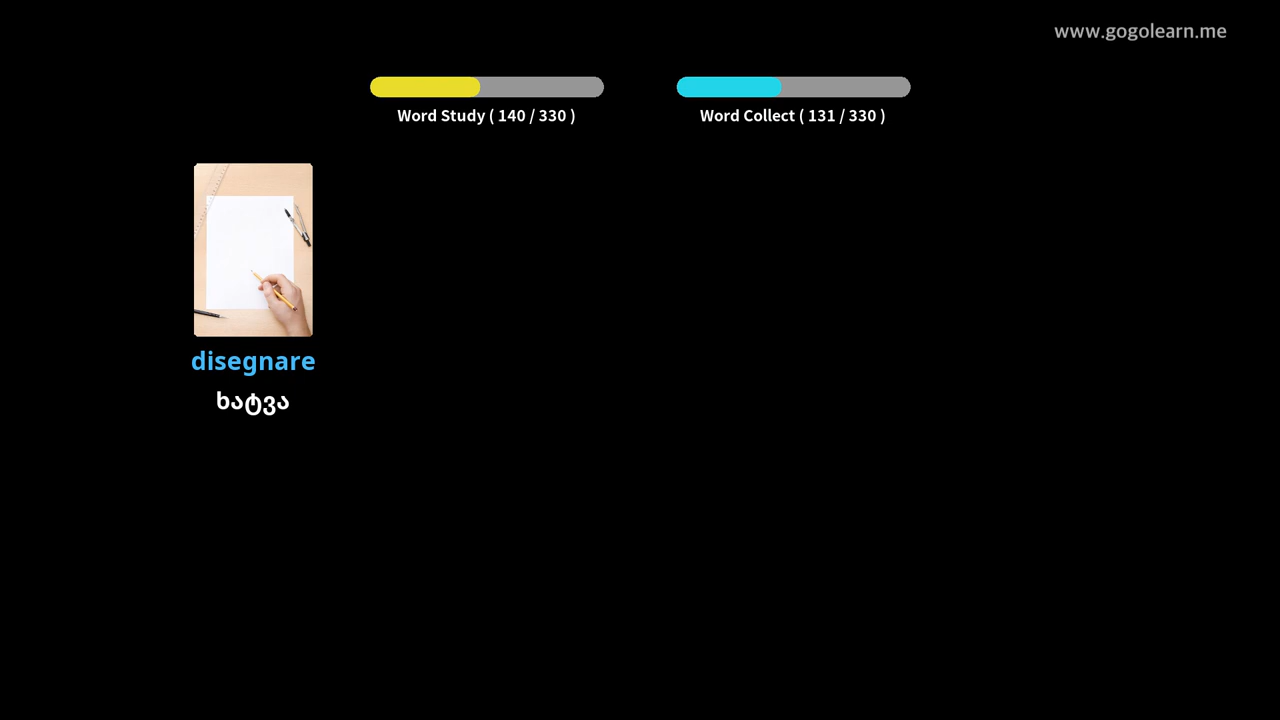 www.gogolearn.me
Word Study ( 140 / 330 )
Word Collect ( 131 / 330 )
disegnare
ხატვა